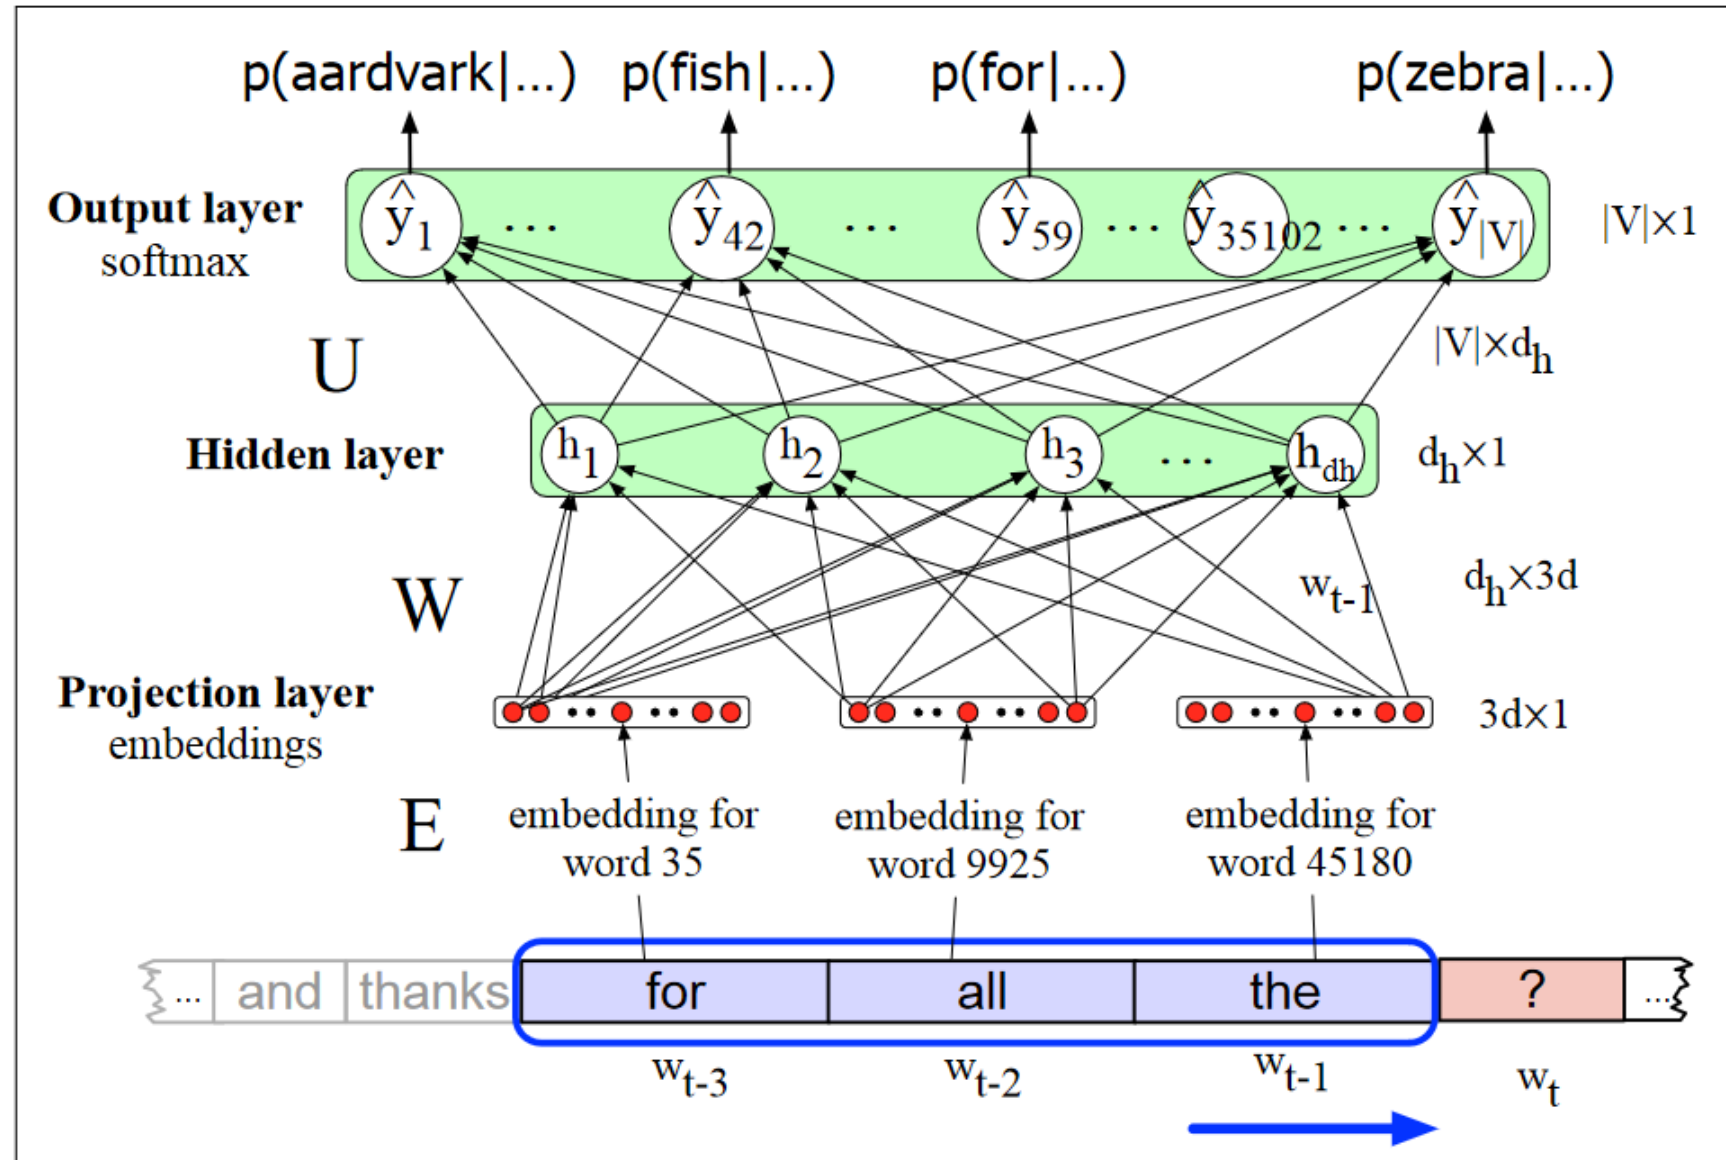 p(aardvark|...) p(fish|...) p(for|...) p(zebra|...)
Output layer
softmax
ŷ1 ... ŷ42 ... ŷ59 ... ŷ35102 ... ŷ|V|
|V|×1
U
|V|×dh
Hidden layer
h1 h2 h3 ... hdh
dh×1
W
wt-1
dh×3d
Projection layer
embeddings
3d×1
E
embedding for
word 35
embedding for
word 9925
embedding for
word 45180
... and thanks for all the ? ...
wt-3 wt-2 wt-1 wt